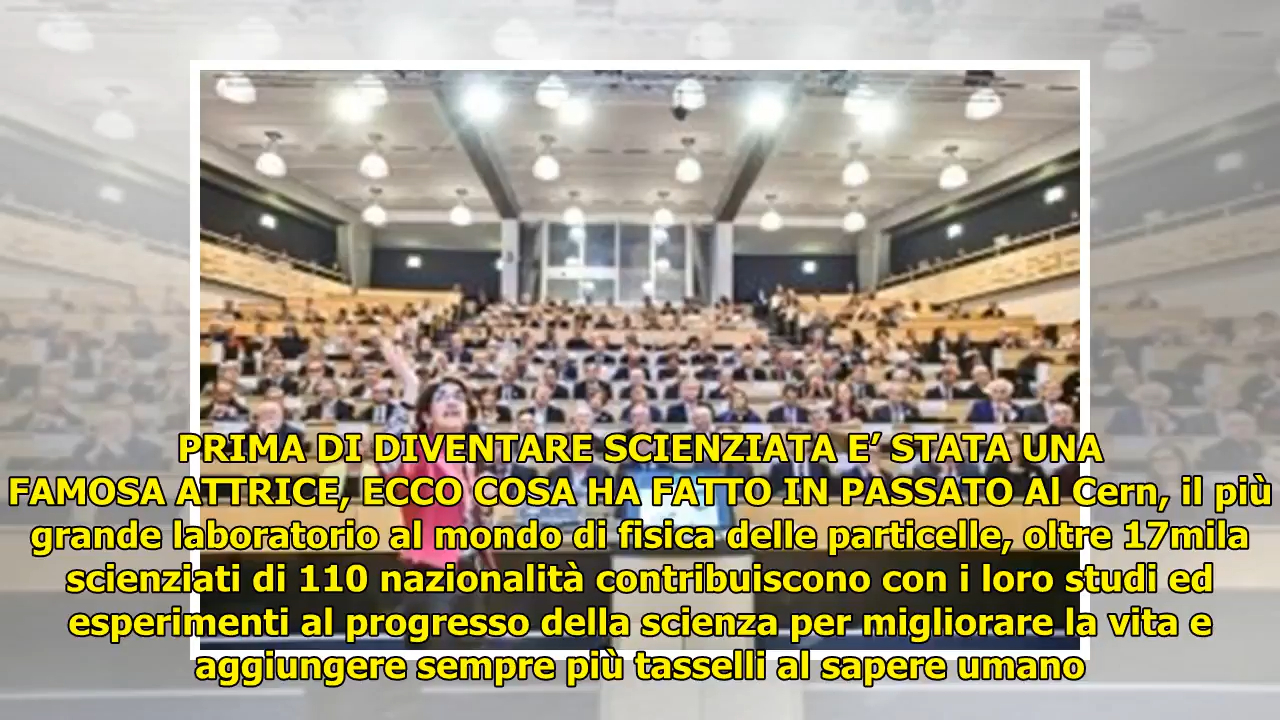 PRIMA DI DIVENTARE SCIENZIATA E’ STATA UNA
FAMOSA ATTRICE, ECCO COSA HA FATTO IN PASSATO Al Cern, il più
grande laboratorio al mondo di fisica delle particelle, oltre 17mila
scienziati di 110 nazionalità contribuiscono con i loro studi ed
esperimenti al progresso della scienza per migliorare la vita e
aggiungere sempre più tasselli al sapere umano